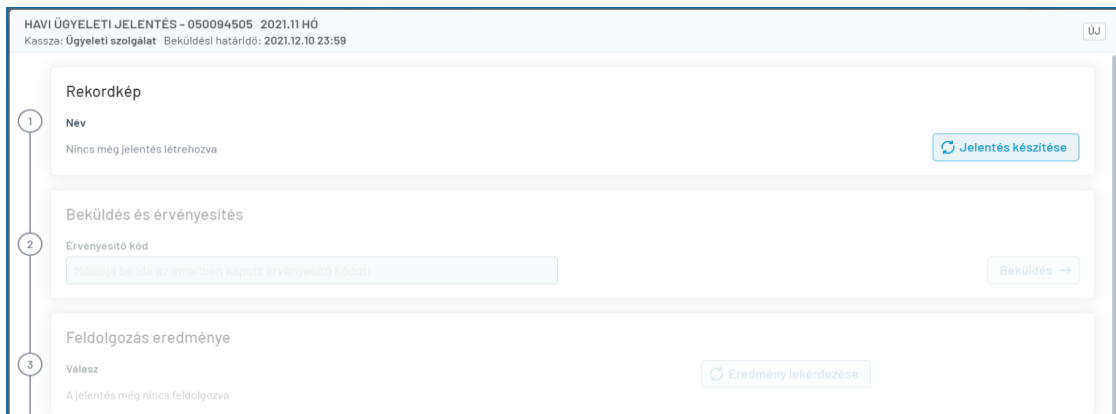 HAVI ÜGYELETI JELENTÉS - 050094505 2021.11 HÓ
Kassza: Ügyeleti szolgálat Beküldési határidő: 2021.12.10 23:59
ÚJ
Rekordkép
1
Név
Nincs még jelentés létrehozva
Jelentés készítése
Beküldés és érvényesítés
2
Érvényesítő kód
Másolja be ide az emailben kapott érvényesítő kódot!
Beküldés
Feldolgozás eredménye
3
Válasz
Eredmény lekérdezése
A jelentés még nincs feldolgozva